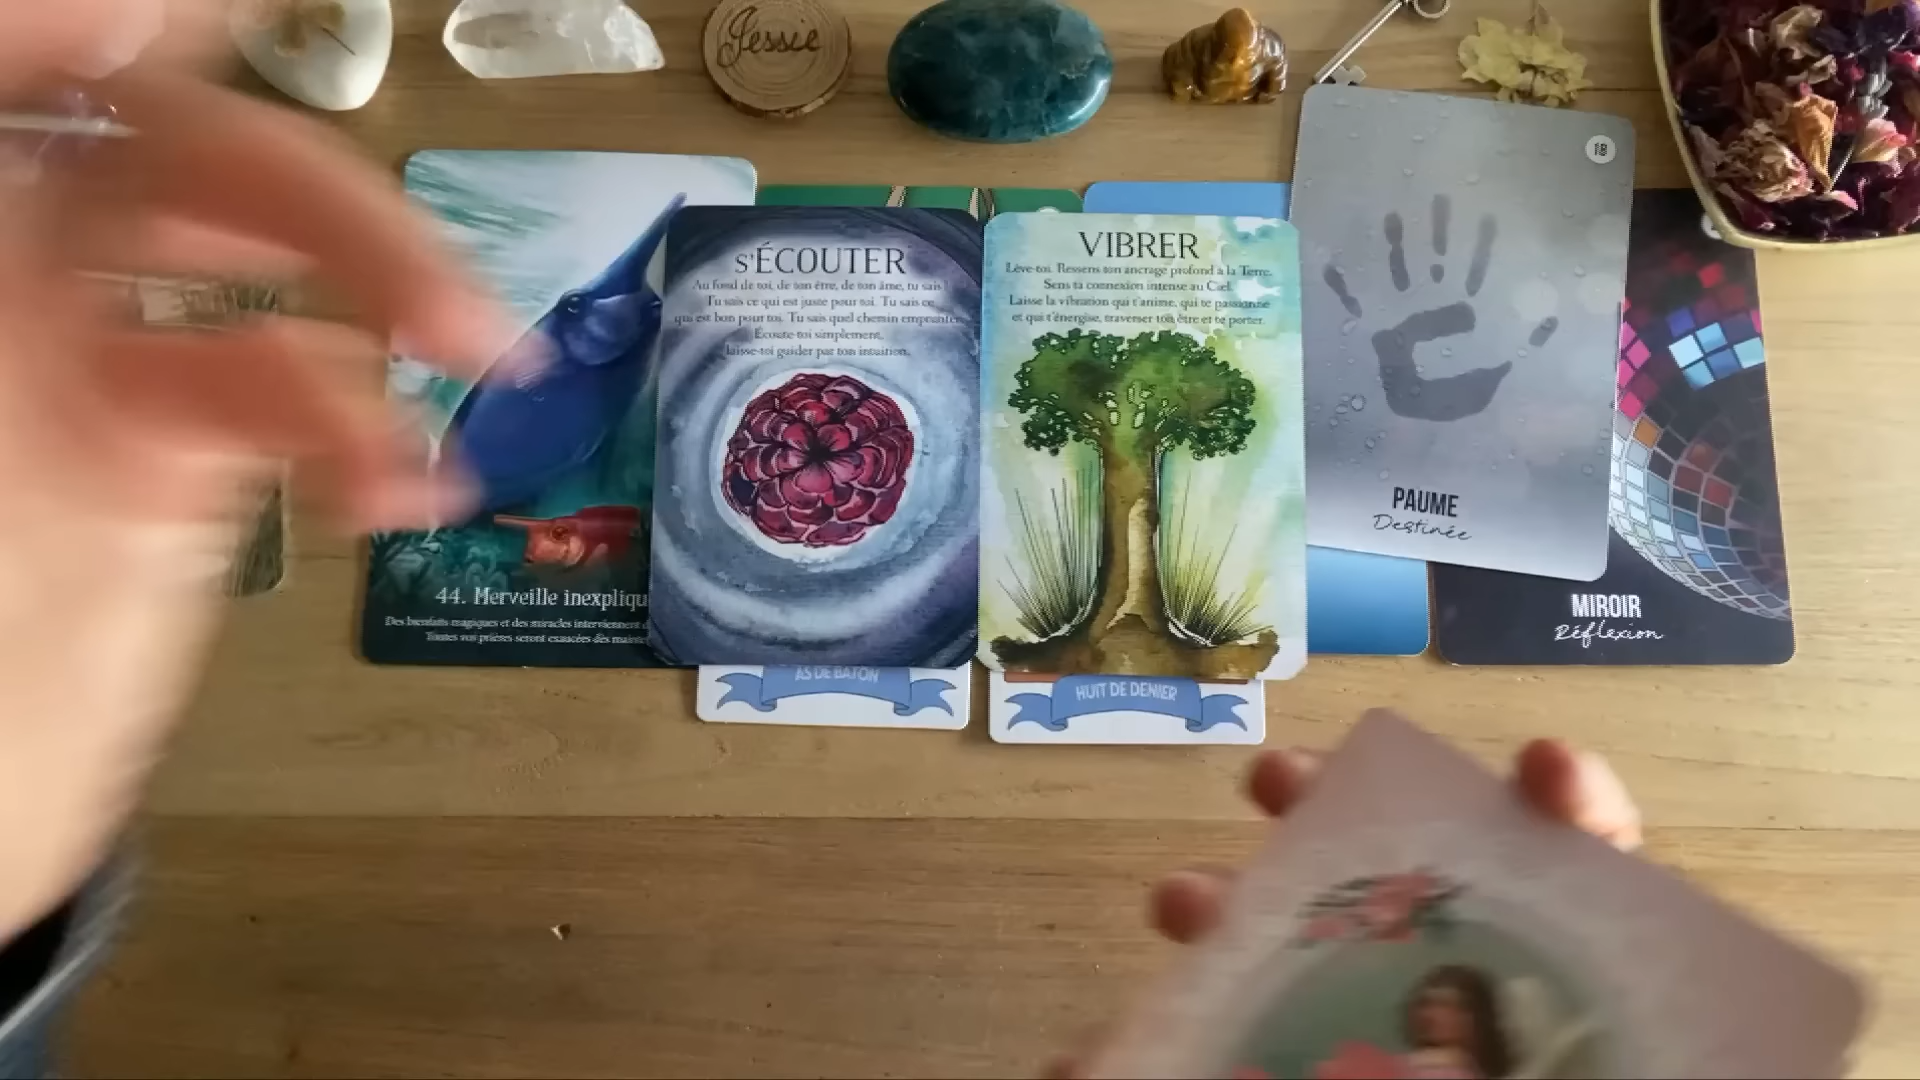 Jessie
18
s'ÉCOUTER
Au fond de toi, de ton être, de ton âme, tu sais !
Tu sais ce qui est juste pour toi. Tu sais ce
qui est bon pour toi. Tu sais quel chemin emprunter.
Écoute-toi simplement,
laisse-toi guider par ton intuition.
VIBRER
Lève-toi. Ressens ton ancrage profond à la Terre.
Sens ta connexion intense au Ciel.
Laisse la vibration qui t'anime, qui te passionne
et qui t'énergise, traverser ton être et te porter.
PAUME
Destinée
44. Merveille inexpliqu
Des bienfaits magiques et des miracles interviennent d
Toutes vos prières seront exaucées dès mainte
MIROIR
Réflexion
AS DE BATON
HUIT DE DENIER